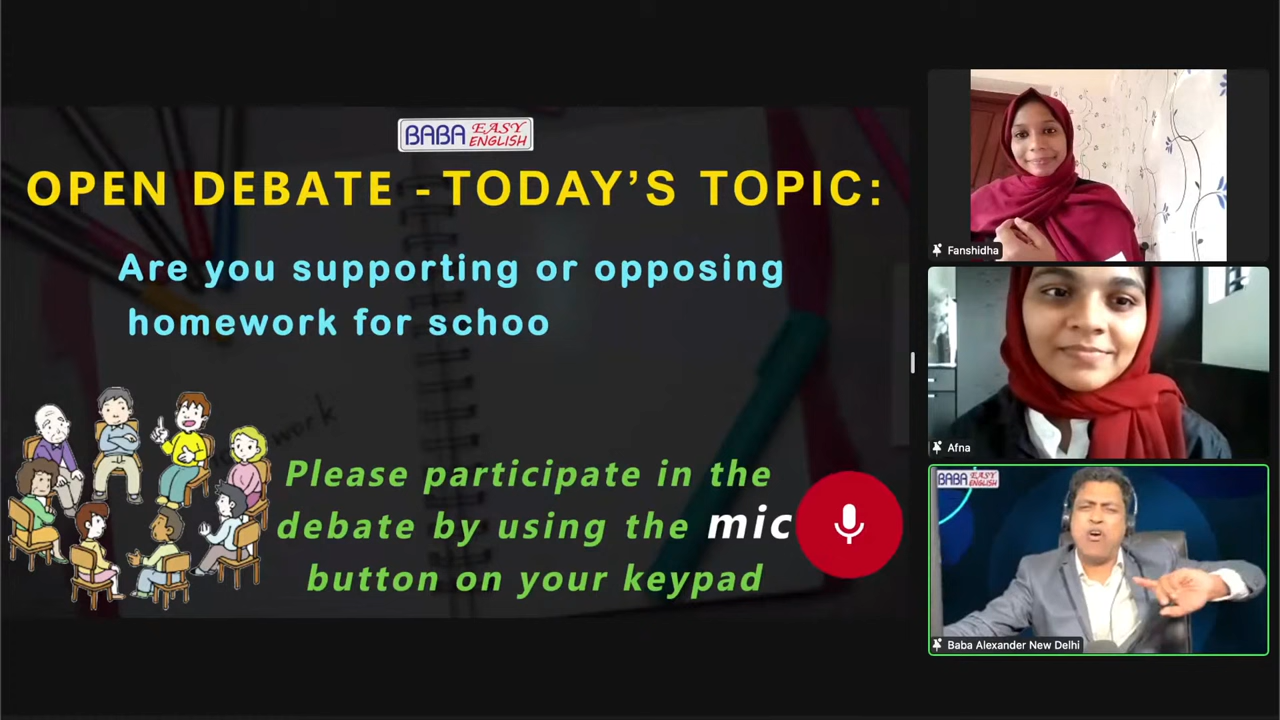 BABA EASY ENGLISH
OPEN DEBATE - TODAY'S TOPIC:
Are you supporting or opposing
homework for schoo
work
Please participate in the
debate by using the mic
button on your keypad
Fanshidha
Afna
BABA EASY ENGLISH
Baba Alexander New Delhi